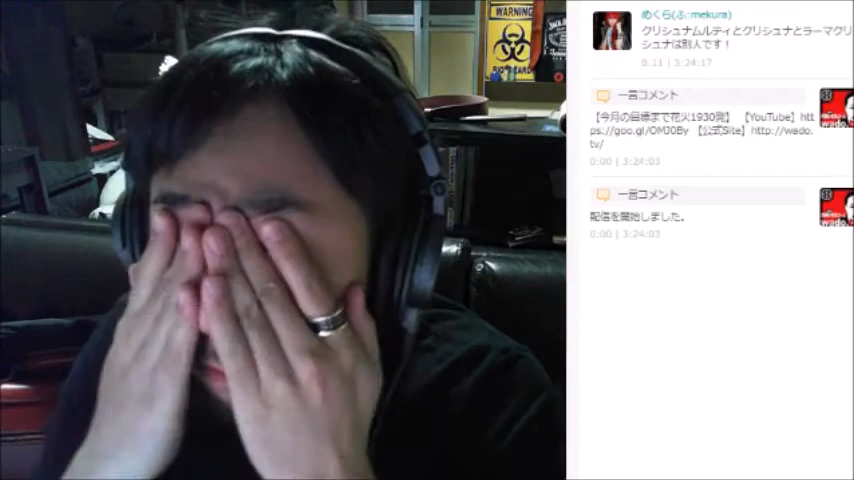 WARNING
BIOHAZARD
JACK
めくら(ふ:mekura)
クリシュナムルティとクリシュナとラーマクリ
シュナは別人です！
0:11 | 3:24:17
一言コメント
【今月の目標まで花火1930発】 【YouTube】htt
ps://goo.gl/OMJ0By 【公式Site】http://wado.
tv/
0:00 | 3:24:03
一言コメント
配信を開始しました。
0:00 | 3:24:03
wado